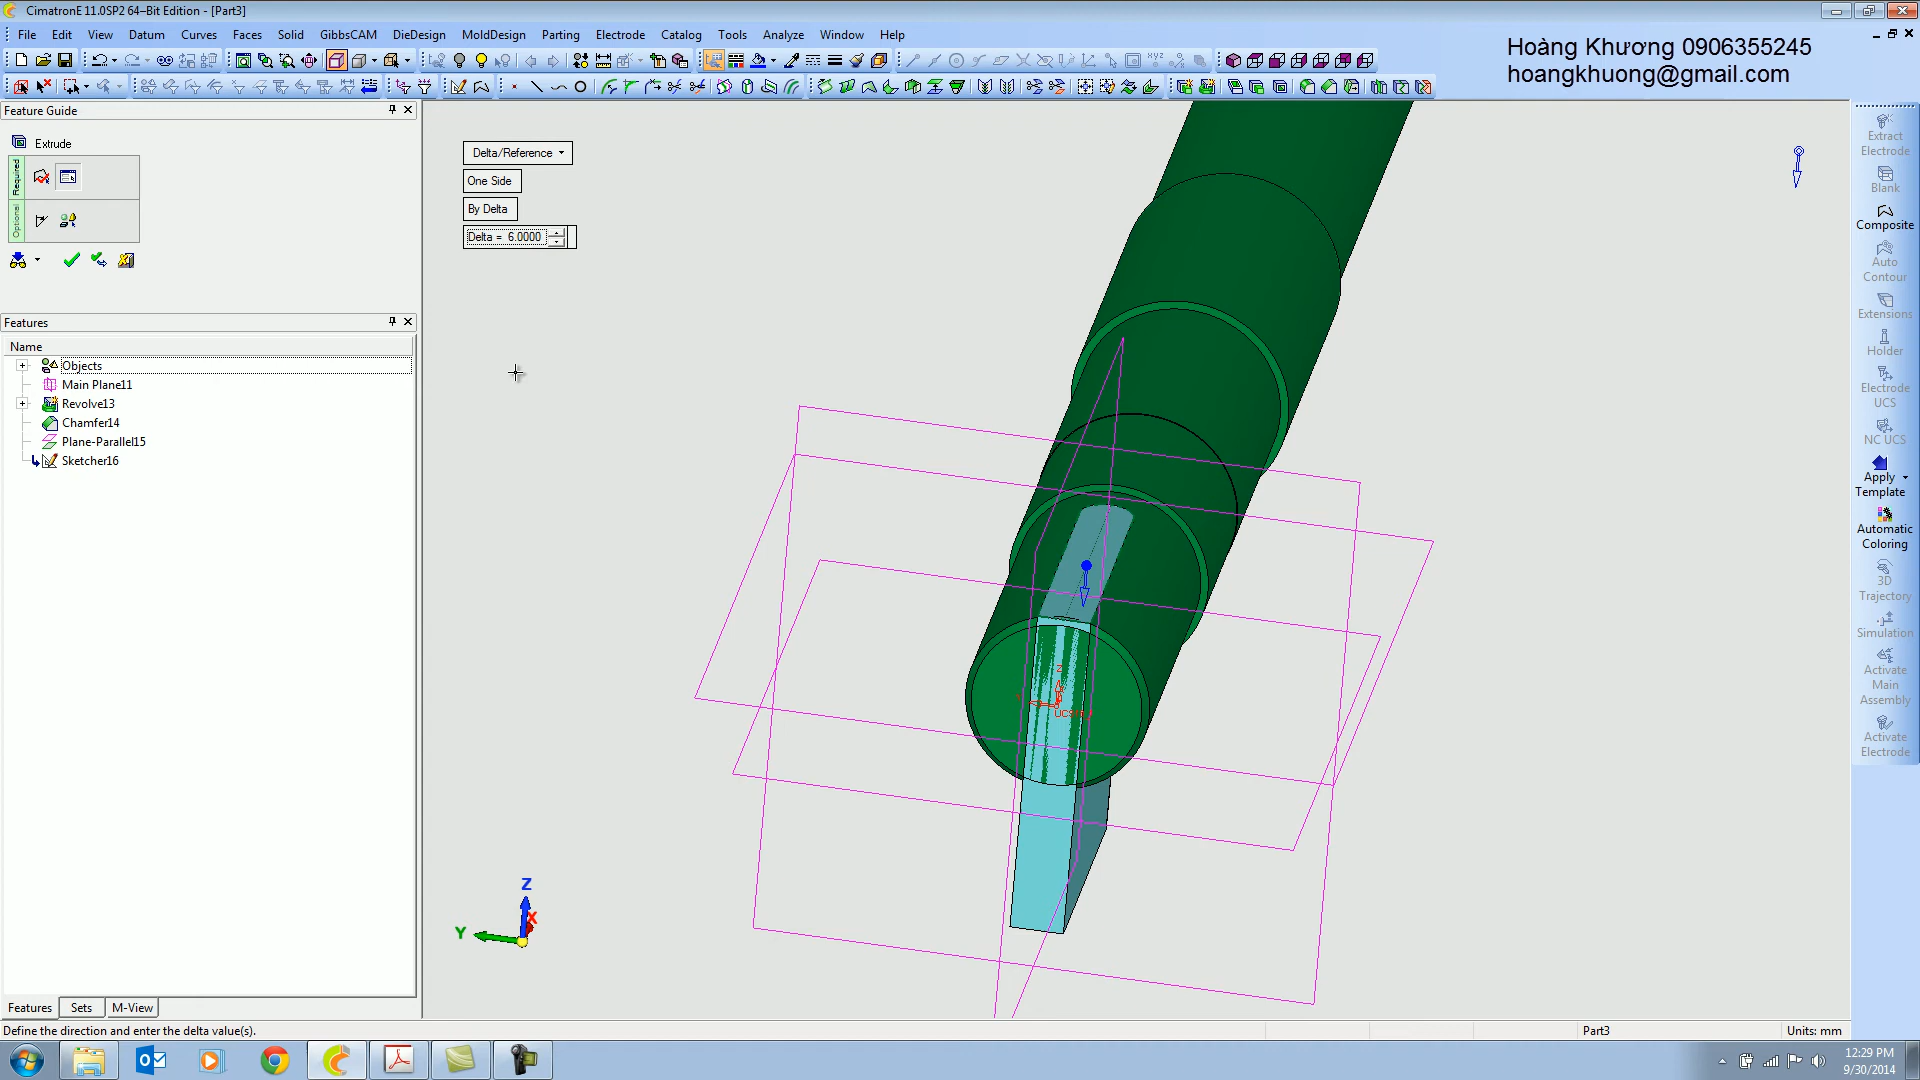 CimatronE 11.0SP2 64–Bit Edition - [Part3]
File Edit View Datum Curves Faces Solid GibbsCAM DieDesign MoldDesign Parting Electrode Catalog Tools Analyze Window Help
Hoàng Khương 0906355245
hoangkhuong@gmail.com
Feature Guide
Extrude
Required
Optional
Delta/Reference
One Side
By Delta
Delta = 6.0000
Features
Name
Objects
Main Plane11
Revolve13
Chamfer14
Plane-Parallel15
Sketcher16
Z
X
Y
Z
Extract
Electrode
Blank
Composite
Auto
Contour
Extensions
Holder
Electrode
UCS
NC UCS
Apply
Template
Automatic
Coloring
3D
Trajectory
Simulation
Activate
Main
Assembly
Activate
Electrode
Features Sets M-View
Define the direction and enter the delta value(s).
Part3
Units: mm
12:29 PM
9/30/2014